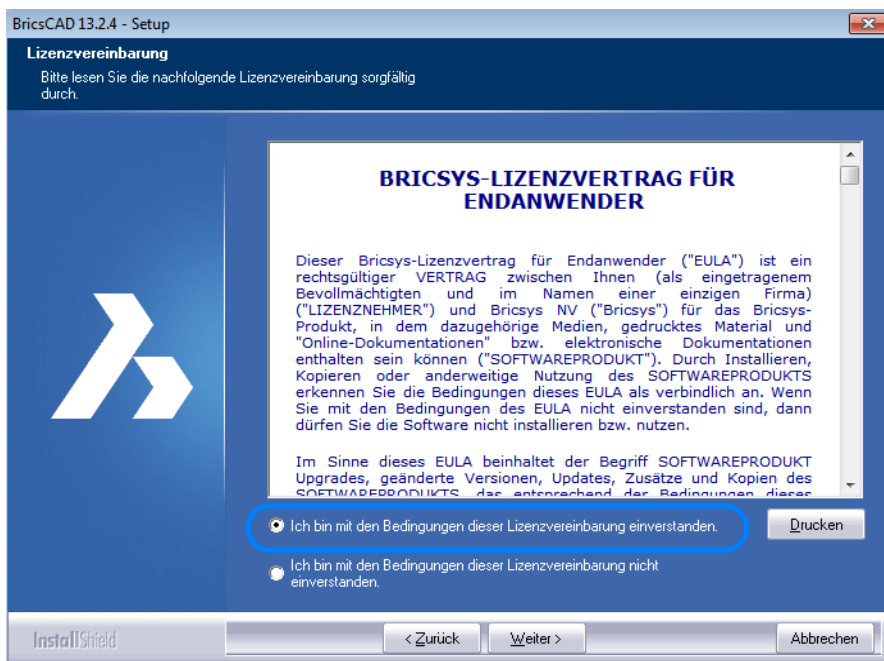 BricsCAD 13.2.4 - Setup
Lizenzvereinbarung
Bitte lesen Sie die nachfolgende Lizenzvereinbarung sorgfältig
durch.
BRICSYS-LIZENZVERTRAG FÜR
ENDANWENDER
Dieser Bricsys-Lizenzvertrag für Endanwender ("EULA") ist ein
rechtsgültiger VERTRAG zwischen Ihnen (als eingetragenem
Bevollmächtigten und im Namen einer einzigen Firma)
("LIZENZNEHMER") und Bricsys NV ("Bricsys") für das Bricsys-
Produkt, in dem dazugehörige Medien, gedrucktes Material und
"Online-Dokumentationen" bzw. elektronische Dokumentationen
enthalten sein können ("SOFTWAREPRODUKT"). Durch Installieren,
Kopieren oder anderweitige Nutzung des SOFTWAREPRODUKTS
erkennen Sie die Bedingungen dieses EULA als verbindlich an. Wenn
Sie mit den Bedingungen des EULA nicht einverstanden sind, dann
dürfen Sie die Software nicht installieren bzw. nutzen.
Im Sinne dieses EULA beinhaltet der Begriff SOFTWAREPRODUKT
Upgrades, geänderte Versionen, Updates, Zusätze und Kopien des
SOFTWAREPRODUKTS, das entsprechend der Bedingungen dieses
Ich bin mit den Bedingungen dieser Lizenzvereinbarung einverstanden.
Drucken
Ich bin mit den Bedingungen dieser Lizenzvereinbarung nicht
einverstanden.
InstallShield
< Zurück
Weiter >
Abbrechen